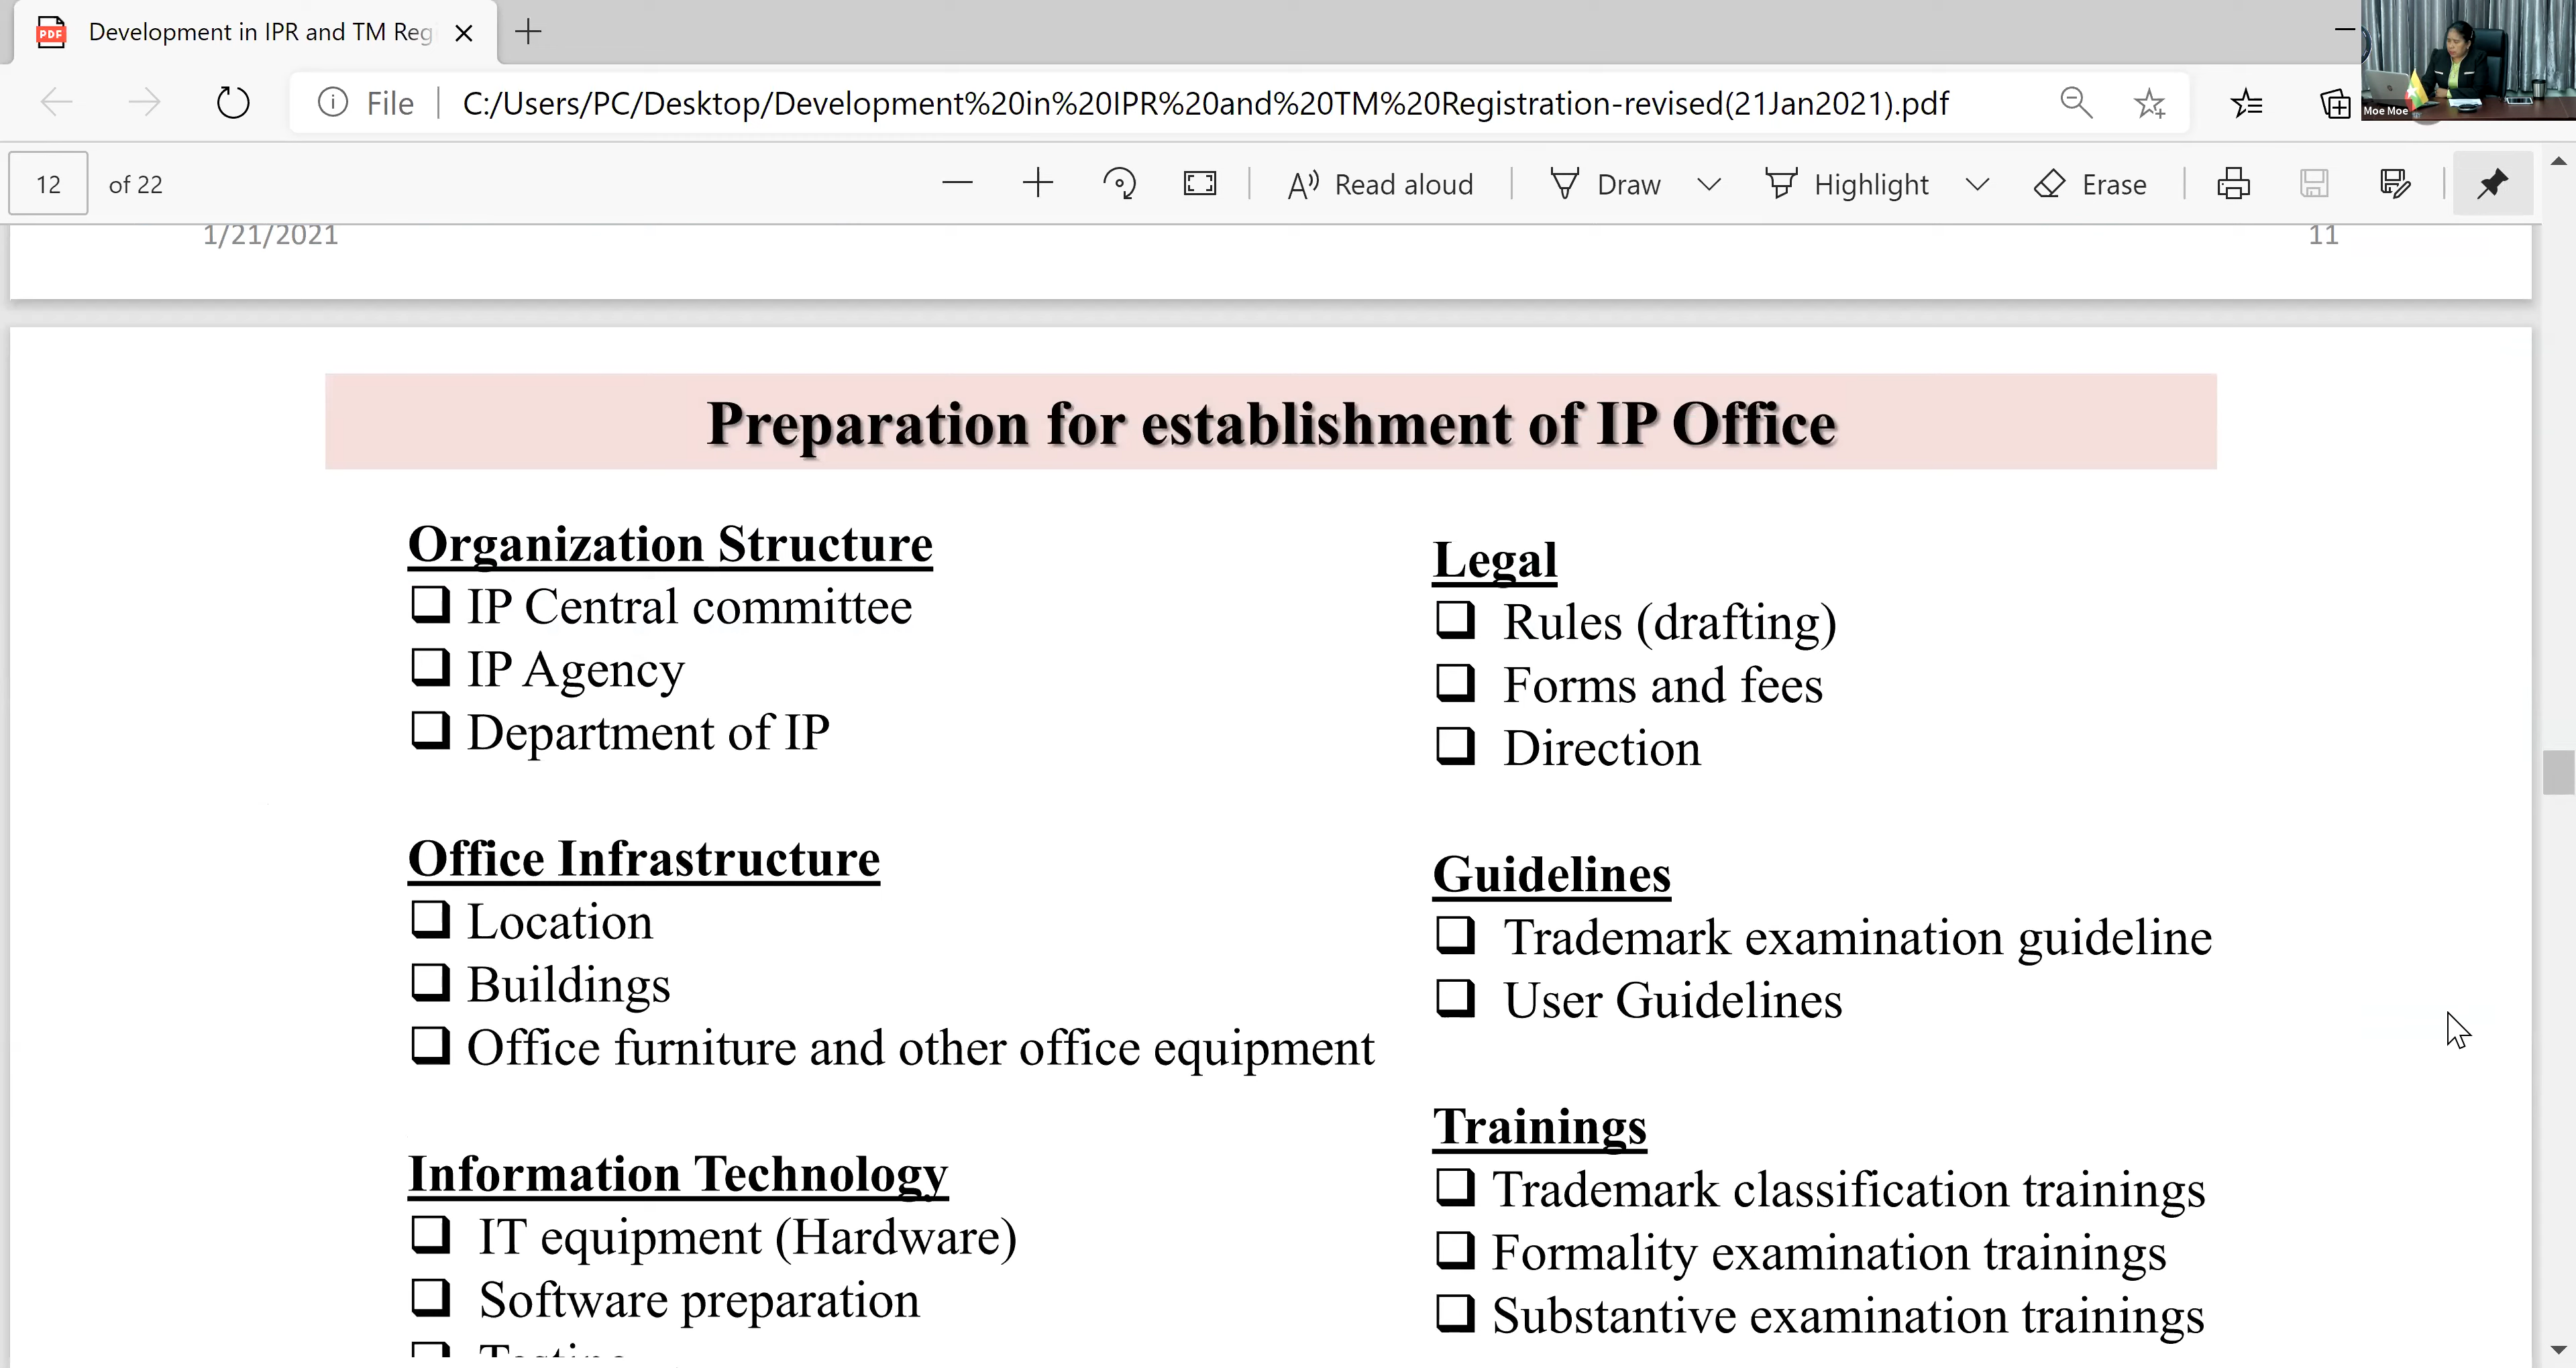 Development in IPR and TM Reg
File
C:/Users/PC/Desktop/Development%20in%20IPR%20and%20TM%20Registration-revised(21Jan2021).pdf
Moe Moe
12 of 22
Read aloud
Draw
Highlight
Erase
1/21/2021
11
Preparation for establishment of IP Office
Organization Structure
IP Central committee
IP Agency
Department of IP
Office Infrastructure
Location
Buildings
Office furniture and other office equipment
Information Technology
IT equipment (Hardware)
Software preparation
Legal
Rules (drafting)
Forms and fees
Direction
Guidelines
Trademark examination guideline
User Guidelines
Trainings
Trademark classification trainings
Formality examination trainings
Substantive examination trainings